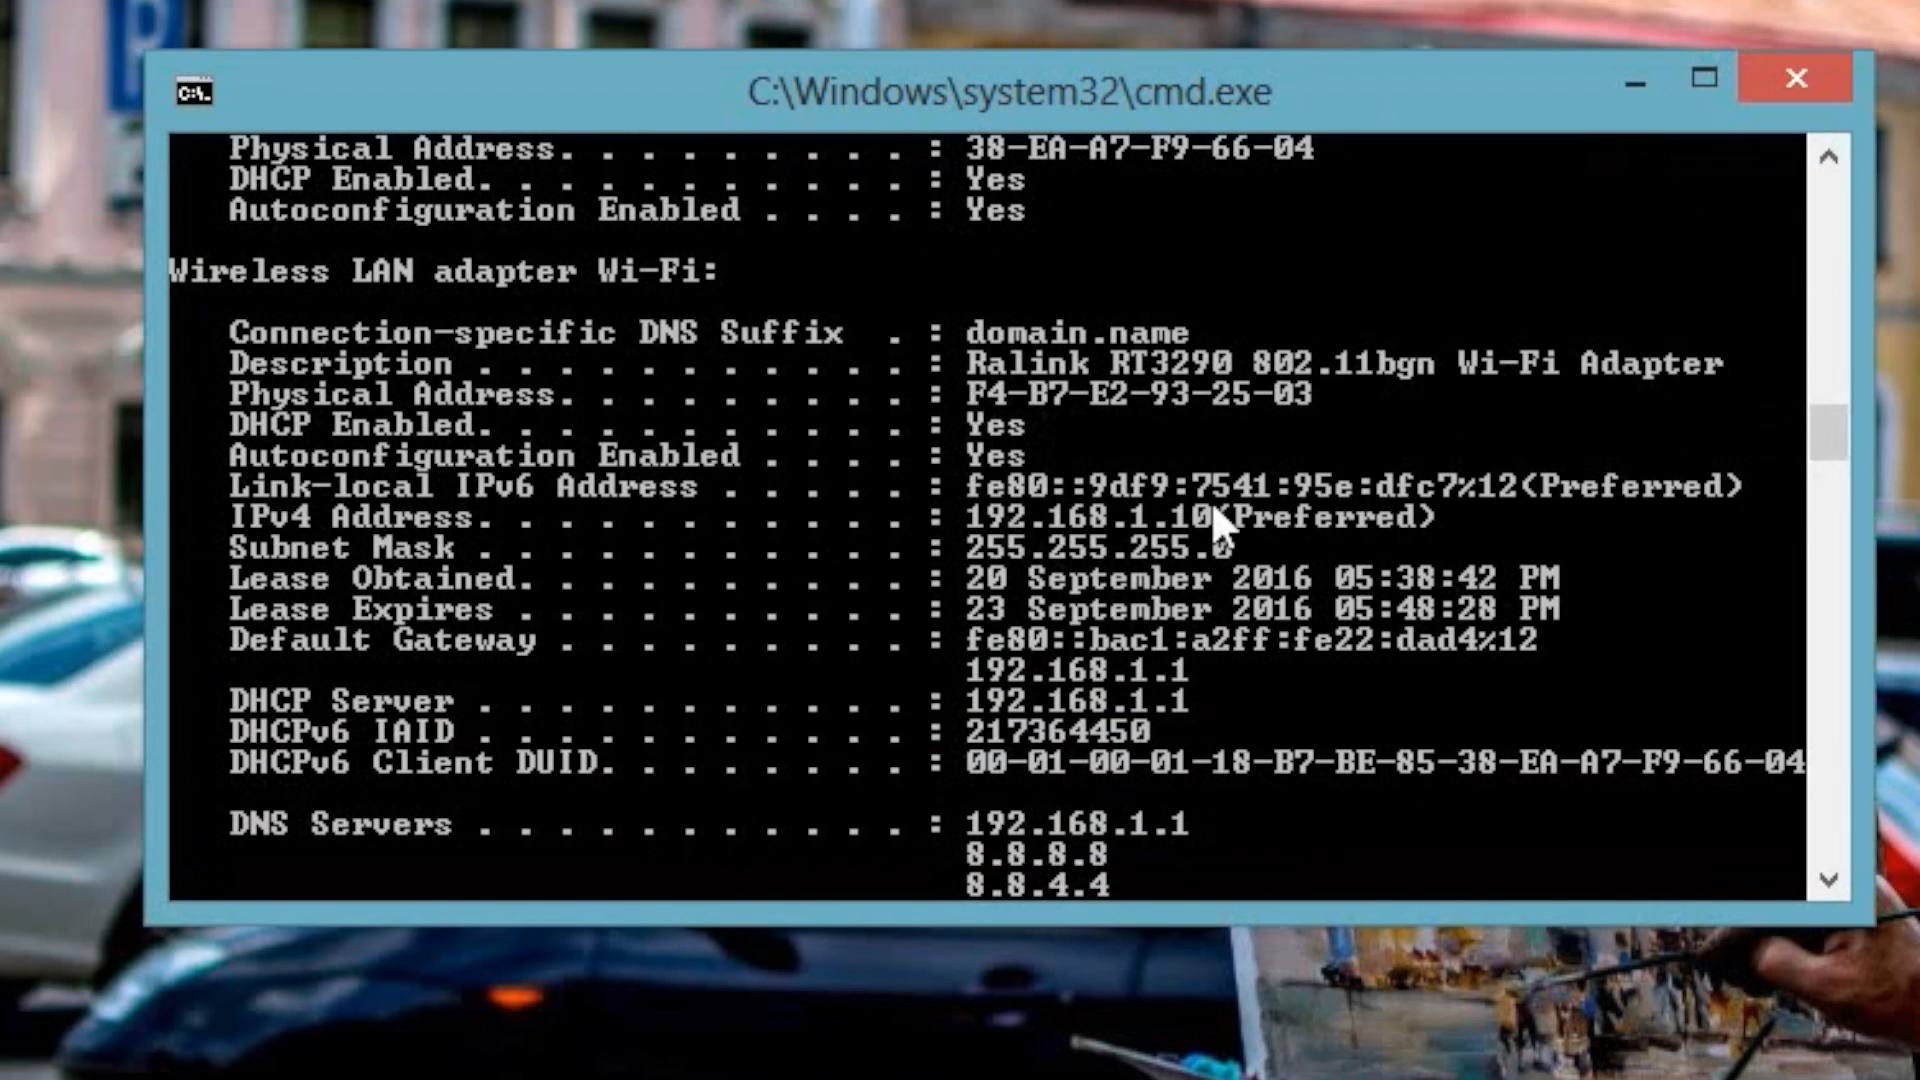 P
C:\.
C:\Windows\system32\cmd.exe
Physical Address. . . . . . . . . : 38-EA-A7-F9-66-04
DHCP Enabled. . . . . . . . . . . : Yes
Autoconfiguration Enabled . . . . : Yes
Wireless LAN adapter Wi-Fi:
Connection-specific DNS Suffix  . : domain.name
Description . . . . . . . . . . . : Ralink RT3290 802.11bgn Wi-Fi Adapter
Physical Address. . . . . . . . . : F4-B7-E2-93-25-03
DHCP Enabled. . . . . . . . . . . : Yes
Autoconfiguration Enabled . . . . : Yes
Link-local IPv6 Address . . . . . : fe80::9df9:7541:95e:dfc7%12(Preferred)
IPv4 Address. . . . . . . . . . . : 192.168.1.10(Preferred)
Subnet Mask . . . . . . . . . . . : 255.255.255.0
Lease Obtained. . . . . . . . . . : 20 September 2016 05:38:42 PM
Lease Expires . . . . . . . . . . : 23 September 2016 05:48:28 PM
Default Gateway . . . . . . . . . : fe80::bac1:a2ff:fe22:dad4%12
192.168.1.1
DHCP Server . . . . . . . . . . . : 192.168.1.1
DHCPv6 IAID . . . . . . . . . . . : 217364450
DHCPv6 Client DUID. . . . . . . . : 00-01-00-01-18-B7-BE-85-38-EA-A7-F9-66-04
DNS Servers . . . . . . . . . . . : 192.168.1.1
8.8.8.8
8.8.4.4